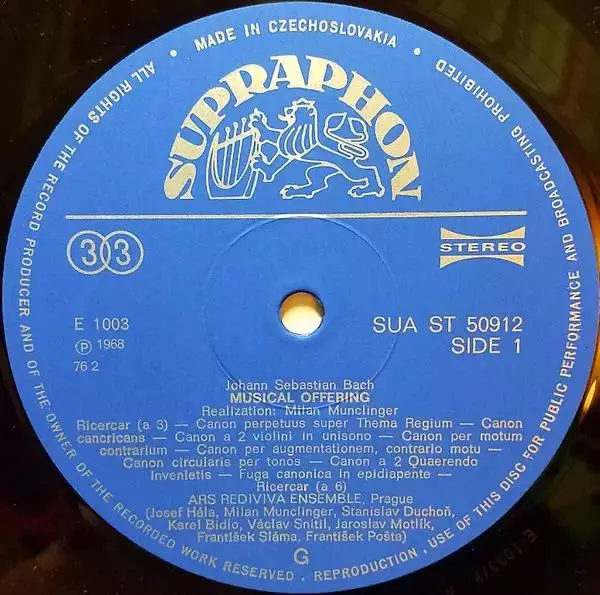 ALL RIGHTS OF THE RECORD PRODUCER AND OF THE OWNER OF THE RECORDED WORK RESERVED . REPRODUCTION , USE OF THIS DISC FOR PUBLIC PERFORMANCE AND BROADCASTING PROHIBITED
• MADE IN CZECHOSLOVAKIA •
SUPRAPHON
33
STEREO
E 1003
SUA ST 50912
℗ 1968
SIDE 1
76 2
Johann Sebastian Bach
MUSICAL OFFERING
Realization: Milan Munclinger
Ricercar (a 3) — Canon perpetuus super Thema Regium — Canon
cancricans — Canon a 2 violini in unisono — Canon per motum
contrarium — Canon per augmentationem, contrario motu —
Canon circularis per tonos — Canon a 2 Quaerendo
Invenietis — Fuga canonica in epidiapente —
Ricercar (a 6)
ARS REDIVIVA ENSEMBLE, Prague
(Josef Hála, Milan Munclinger, Stanislav Duchoň,
Karel Bidlo, Václav Snítil, Jaroslav Motlík,
František Sláma, František Pošta)
G